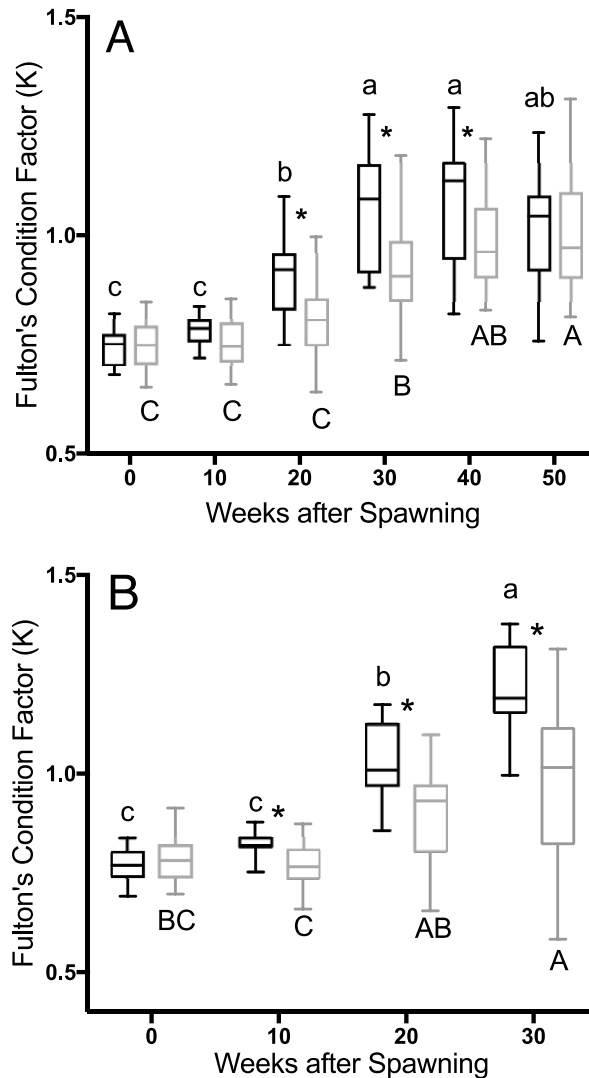 A
Fulton's Condition Factor (K)
1.5
1.0
0.5
c
c
b
*
a
*
a
*
ab
C
C
C
B
AB
A
0
10
20
30
40
50
Weeks after Spawning
B
Fulton's Condition Factor (K)
1.5
1.0
0.5
c
c
*
b
*
a
*
BC
C
AB
A
0
10
20
30
Weeks after Spawning